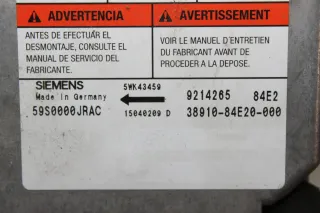 ADVERTENCIA
AVERTISSEMENT
ANTES DE EFECTUAR EL
DESMONTAJE, CONSULTE EL
MANUAL DE SERVICIO DEL
FABRICANTE.
VOIR LE MANUEL D'ENTRETIEN
DU FABRICANT AVANT DE
PROCEDER A LA DEPOSE.
SIEMENS 5WK43459 9214265 84E2
Made in Germany
59S0000JRAC 15040209 D 38910-84E20-000